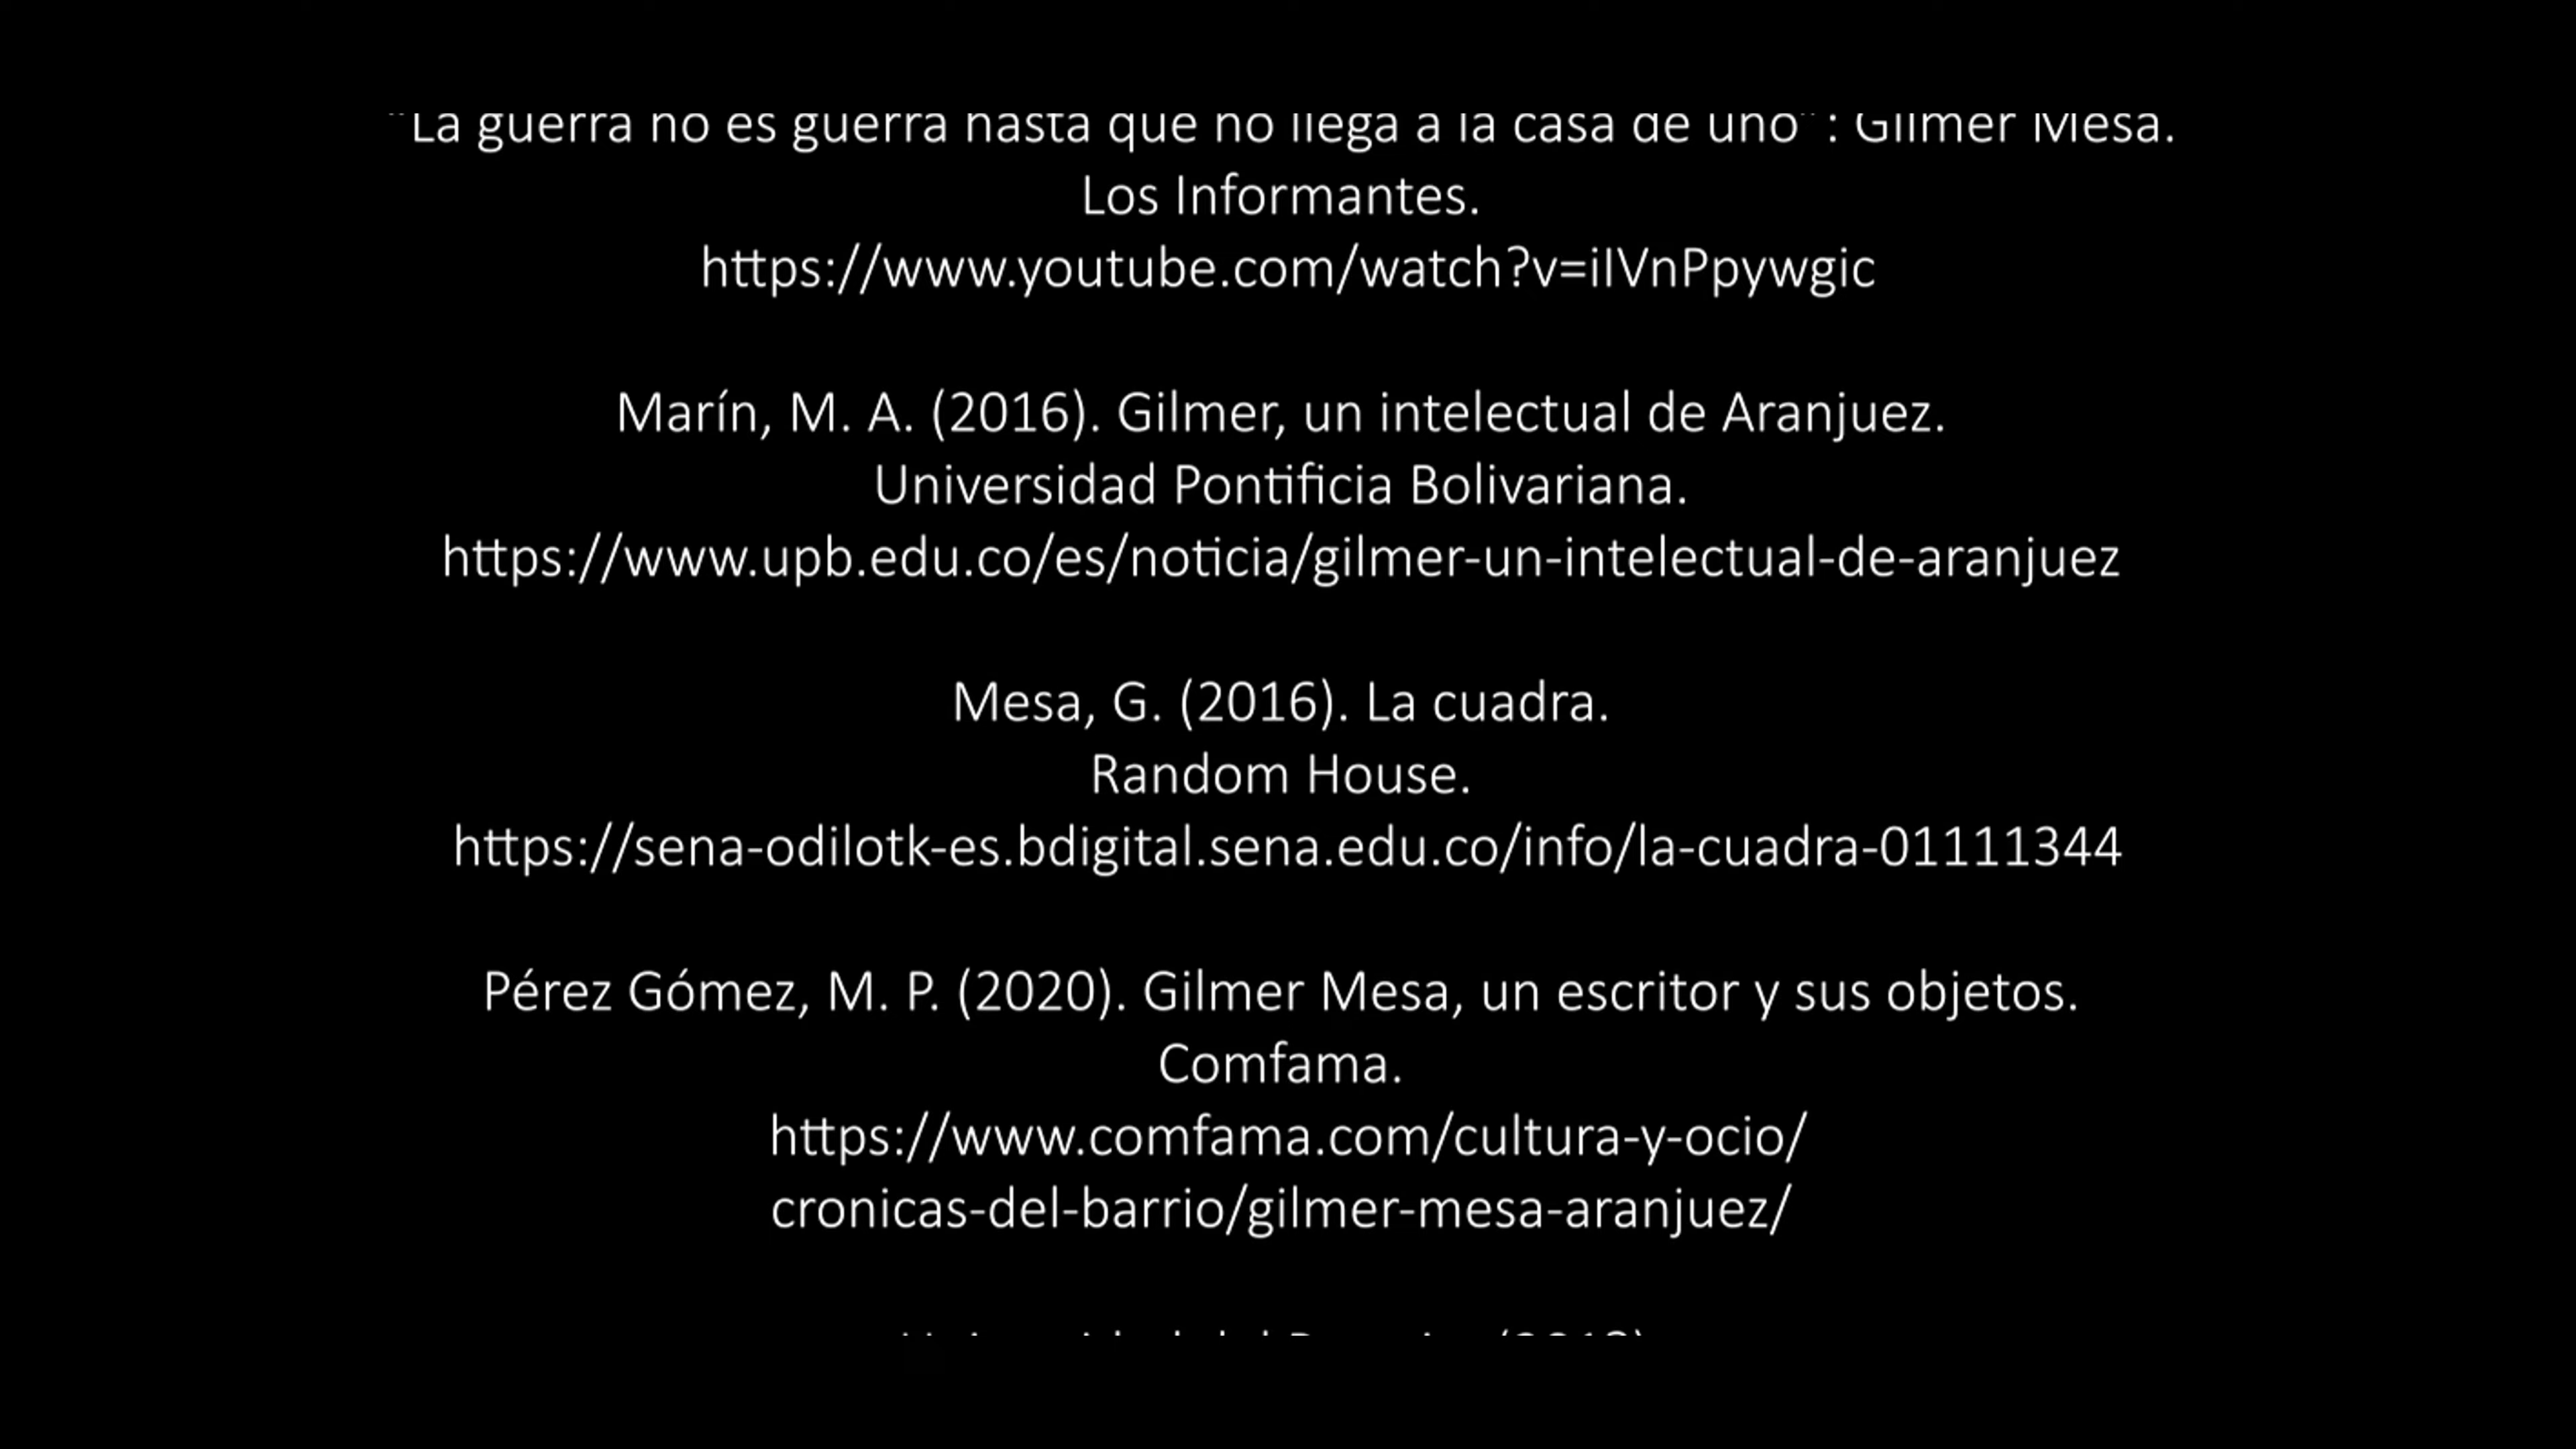 "La guerra no es guerra hasta que no llega a la casa de uno": Gilmer Mesa.
Los Informantes.
https://www.youtube.com/watch?v=iIVnPpywgic
Marín, M. A. (2016). Gilmer, un intelectual de Aranjuez.
Universidad Pontificia Bolivariana.
https://www.upb.edu.co/es/noticia/gilmer-un-intelectual-de-aranjuez
Mesa, G. (2016). La cuadra.
Random House.
https://sena-odilotk-es.bdigital.sena.edu.co/info/la-cuadra-01111344
Pérez Gómez, M. P. (2020). Gilmer Mesa, un escritor y sus objetos.
Comfama.
https://www.comfama.com/cultura-y-ocio/
cronicas-del-barrio/gilmer-mesa-aranjuez/